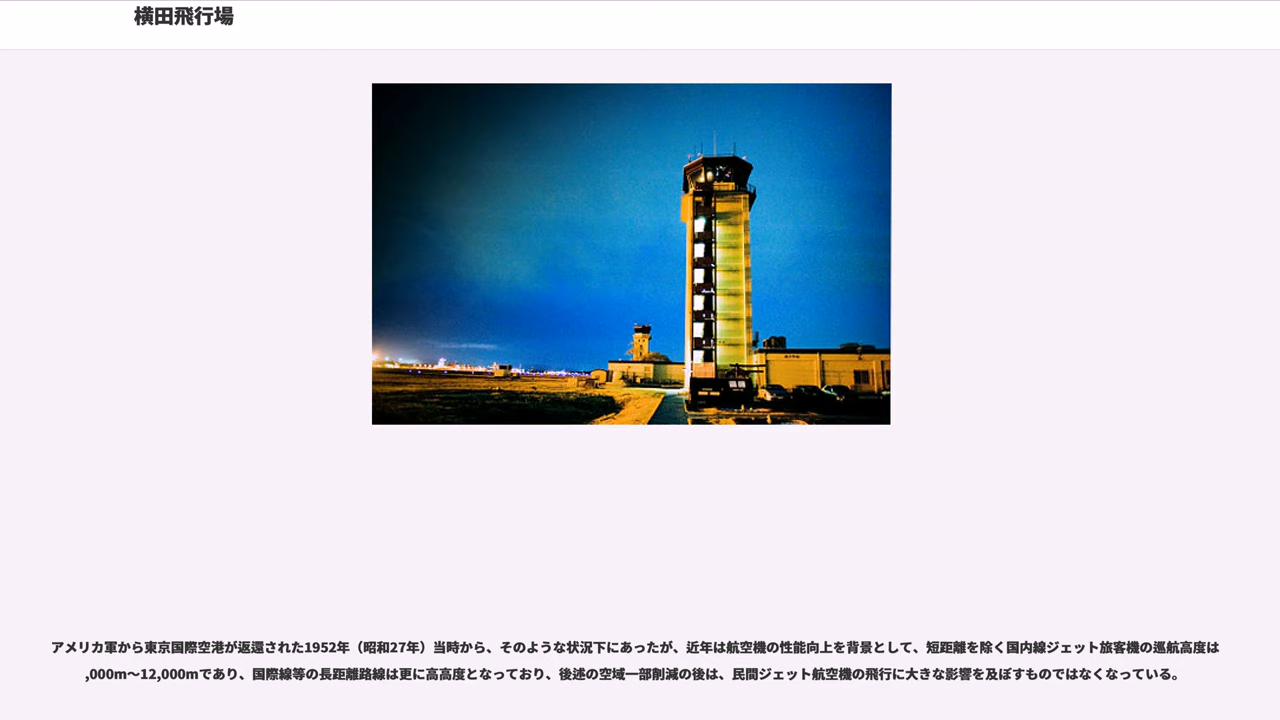 横田飛行場
アメリカ軍から東京国際空港が返還された1952年（昭和27年）当時から、そのような状況下にあったが、近年は航空機の性能向上を背景として、短距離を除く国内線ジェット旅客機の巡航高度は
,000m〜12,000mであり、国際線等の長距離路線は更に高高度となっており、後述の空域一部削減の後は、民間ジェット航空機の飛行に大きな影響を及ぼすものではなくなっている。